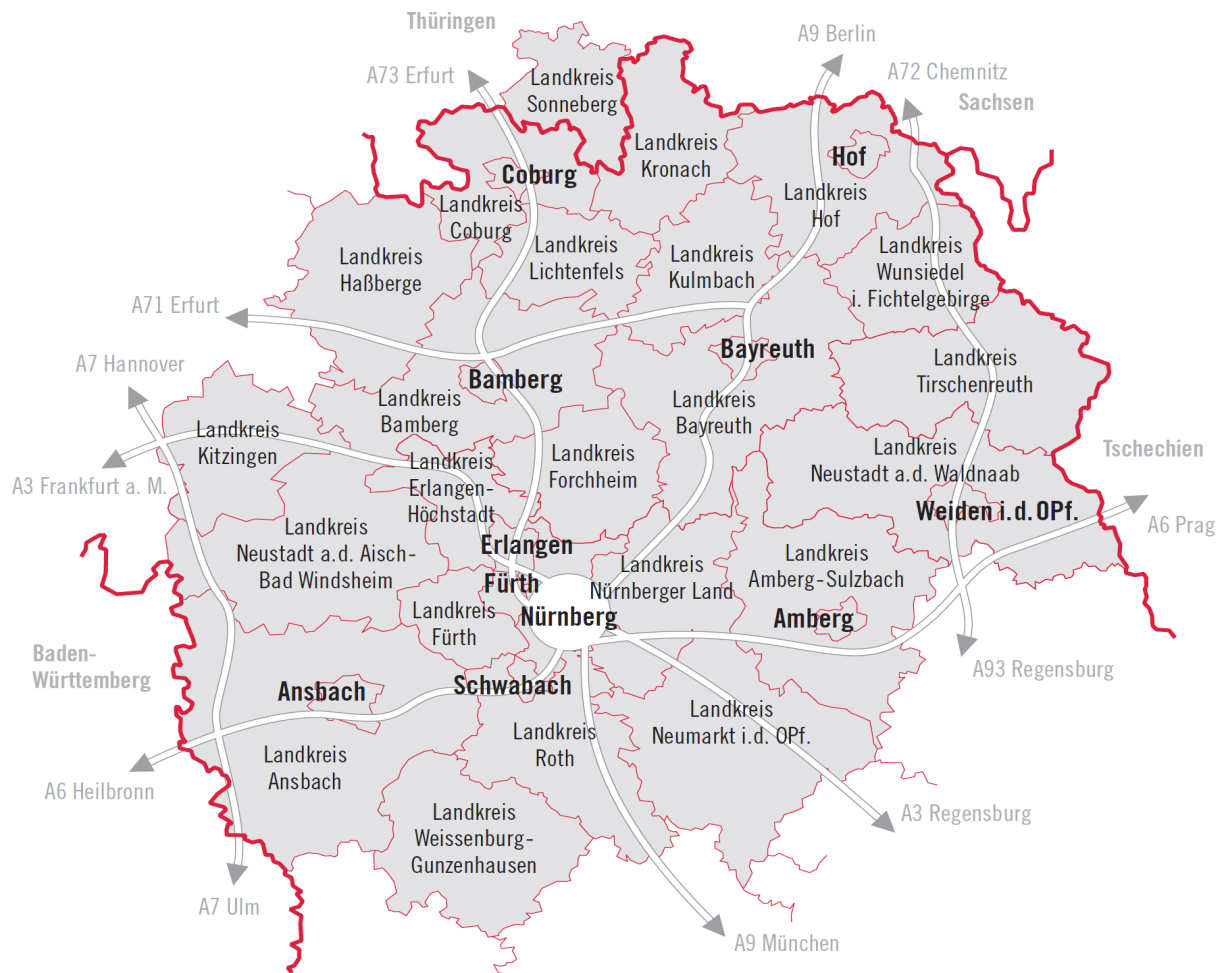 Thüringen
A9 Berlin
A73 Erfurt
A72 Chemnitz
Sachsen
Landkreis
Sonneberg
Landkreis
Kronach
Hof
Coburg
Landkreis
Hof
Landkreis
Coburg
Landkreis
Lichtenfels
Landkreis
Kulmbach
Landkreis
Wunsiedel
i. Fichtelgebirge
Landkreis
Haßberge
A71 Erfurt
A7 Hannover
Bayreuth
Landkreis
Tirschenreuth
Bamberg
Landkreis
Bamberg
Landkreis
Bayreuth
Landkreis
Kitzingen
Landkreis
Forchheim
Landkreis
Neustadt a.d. Waldnaab
Tschechien
A3 Frankfurt a. M.
Landkreis
Erlangen-
Höchstadt
Weiden i.d. OPf.
A6 Prag
Landkreis
Neustadt a.d. Aisch-
Bad Windsheim
Erlangen
Fürth
Landkreis
Nürnberger Land
Landkreis
Amberg-Sulzbach
Landkreis
Fürth
Nürnberg
Amberg
Baden-
Württemberg
A93 Regensburg
Ansbach
Schwabach
Landkreis
Neumarkt i.d. OPf.
Landkreis
Roth
Landkreis
Ansbach
A6 Heilbronn
A3 Regensburg
Landkreis
Weissenburg-
Gunzenhausen
A7 Ulm
A9 München